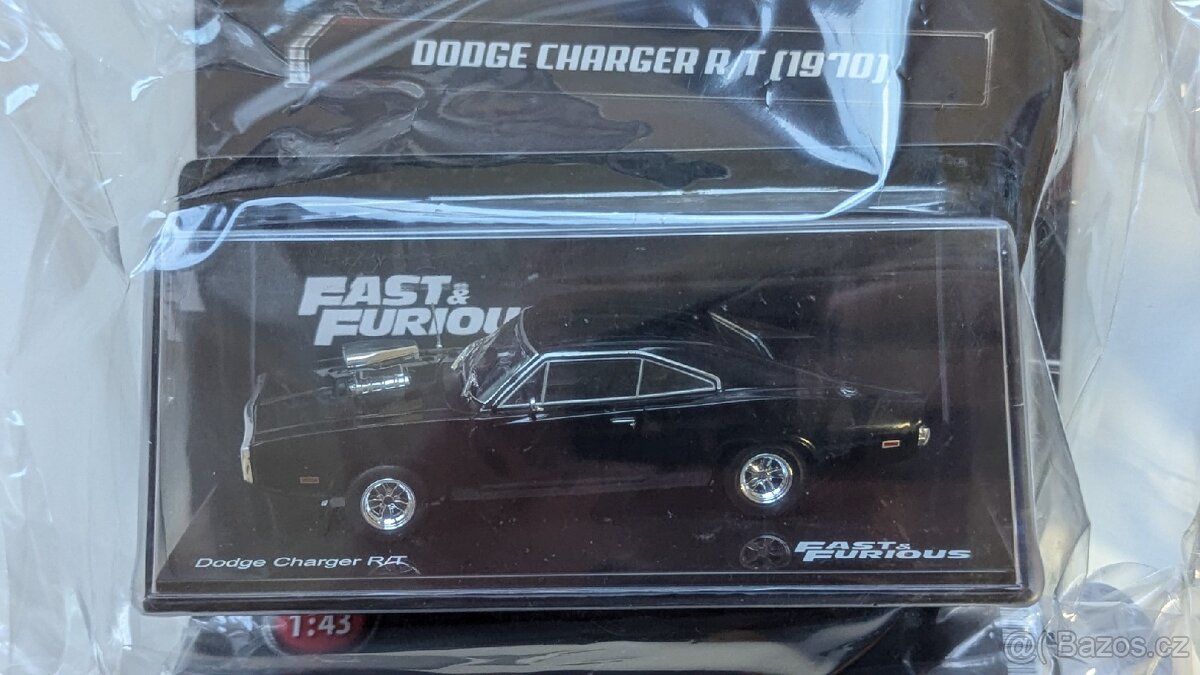 DODGE CHARGER R/T (1970)
FAST &
FURIOU
Dodge Charger R/T
FAST &
FURIOUS
1:43
@( Bazos.cz